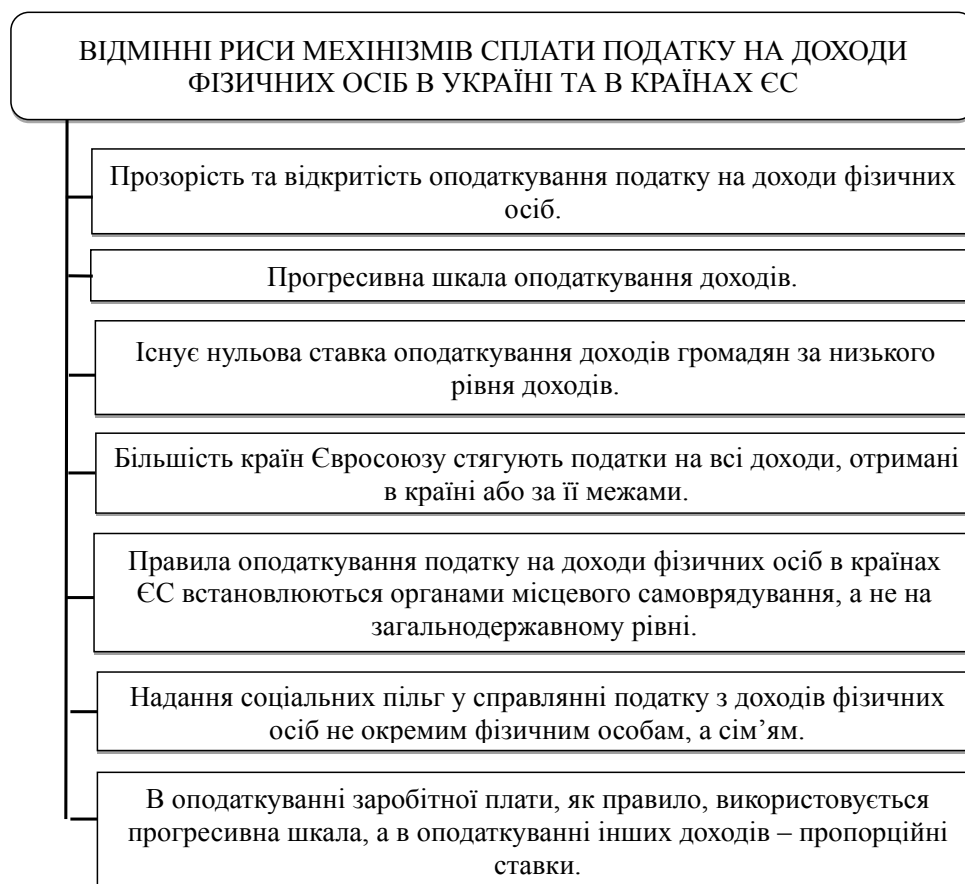 ВІДМІННІ РИСИ МЕХІНІЗМІВ СПЛАТИ ПОДАТКУ НА ДОХОДИ
ФІЗИЧНИХ ОСІБ В УКРАЇНІ ТА В КРАЇНАХ ЄС
Прозорість та відкритість оподаткування податку на доходи фізичних
осіб.
Прогресивна шкала оподаткування доходів.
Існує нульова ставка оподаткування доходів громадян за низького
рівня доходів.
Більшість країн Євросоюзу стягують податки на всі доходи, отримані
в країні або за її межами.
Правила оподаткування податку на доходи фізичних осіб в країнах
ЄС встановлюються органами місцевого самоврядування, а не на
загальнодержавному рівні.
Надання соціальних пільг у справлянні податку з доходів фізичних
осіб не окремим фізичним особам, а сім’ям.
В оподаткуванні заробітної плати, як правило, використовується
прогресивна шкала, а в оподаткуванні інших доходів – пропорційні
ставки.